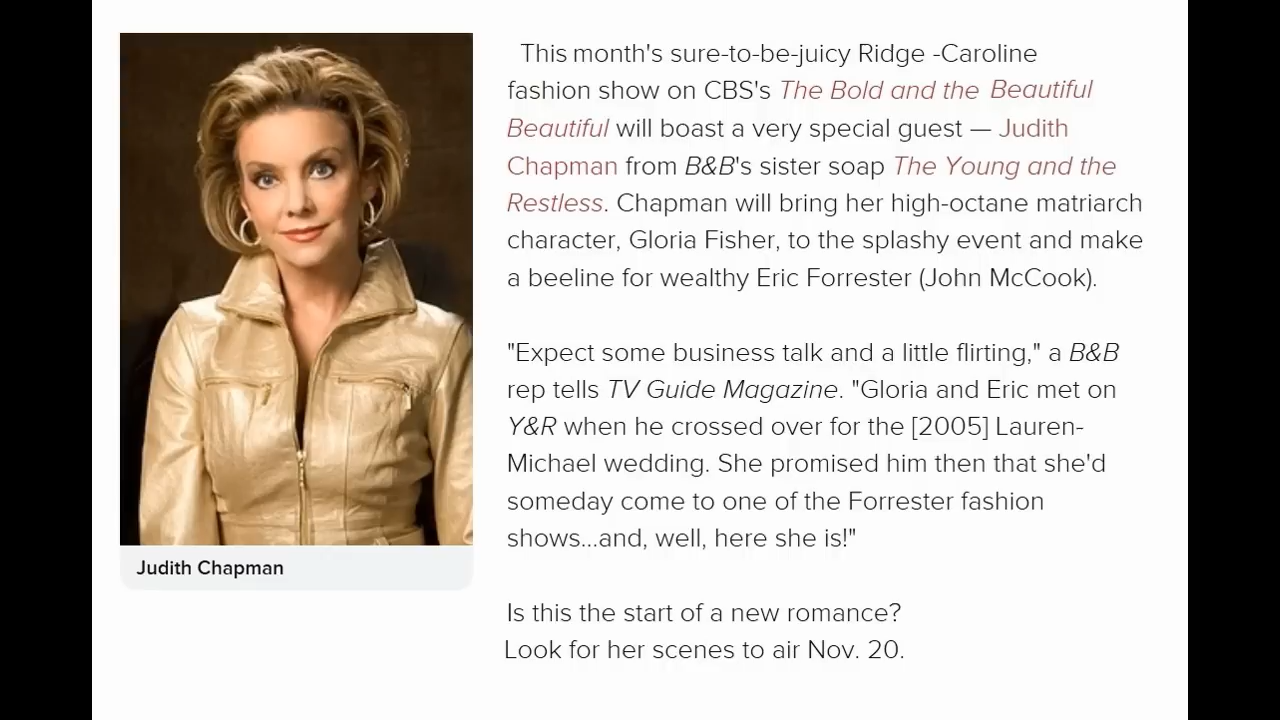 This month's sure-to-be-juicy Ridge -Caroline
fashion show on CBS's The Bold and the Beautiful
Beautiful will boast a very special guest — Judith
Chapman from B&B's sister soap The Young and the
Restless. Chapman will bring her high-octane matriarch
character, Gloria Fisher, to the splashy event and make
a beeline for wealthy Eric Forrester (John McCook).
"Expect some business talk and a little flirting," a B&B
rep tells TV Guide Magazine. "Gloria and Eric met on
Y&R when he crossed over for the [2005] Lauren-
Michael wedding. She promised him then that she'd
someday come to one of the Forrester fashion
shows...and, well, here she is!"
Is this the start of a new romance?
Look for her scenes to air Nov. 20.
Judith Chapman